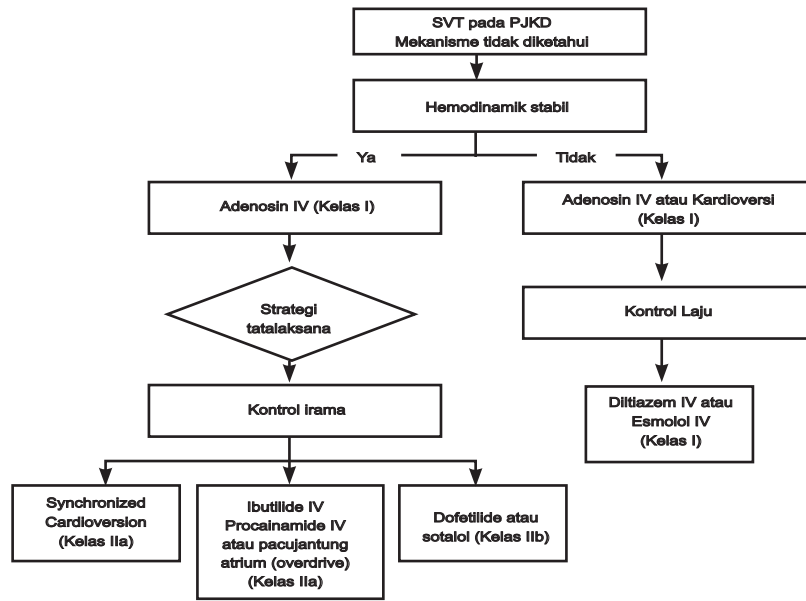 SVT pada PJKD
Mekanisme tidak diketahui
Hemodinamik stabil
Ya
Tidak
Adenosin IV (Kelas I)
Adenosin IV atau Kardioversi
(Kelas I)
Strategi
tatalaksana
Kontrol Laju
Kontrol irama
Diltiazem IV atau
Esmolol IV
(Kelas I)
Synchronized
Cardioversion
(Kelas IIa)
Ibutilide IV
Procainamide IV
atau pacujantung
atrium (overdrive)
(Kelas IIa)
Dofetilide atau
sotalol (Kelas IIb)